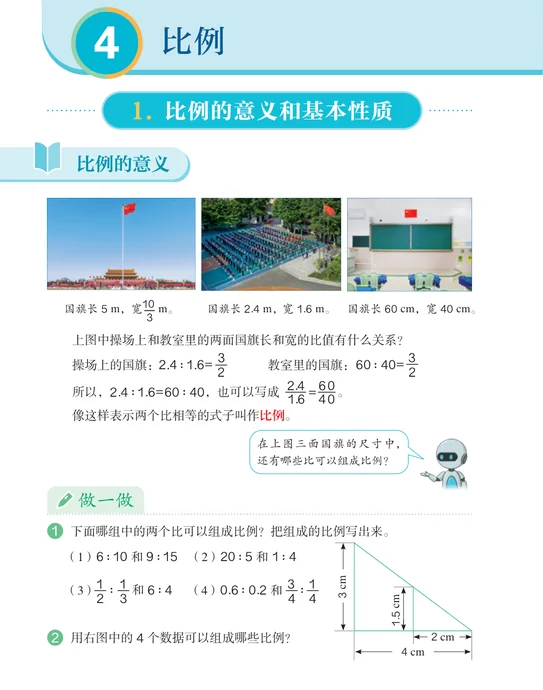 4 比例
1. 比例的意义和基本性质
比例的意义
国旗长 5 m，宽 10/3 m。 国旗长 2.4 m，宽 1.6 m。 国旗长 60 cm，宽 40 cm。
上图中操场上和教室里的两面国旗长和宽的比值有什么关系？
操场上的国旗：2.4∶1.6=3/2 教室里的国旗：60∶40=3/2
所以，2.4∶1.6=60∶40，也可以写成 2.4/1.6=60/40。
像这样表示两个比相等的式子叫作比例。
在上图三面国旗的尺寸中，
还有哪些比可以组成比例？
做一做
1 下面哪组中的两个比可以组成比例？把组成的比例写出来。
（1）6∶10 和 9∶15 （2）20∶5 和 1∶4
（3）1/2∶1/3 和 6∶4 （4）0.6∶0.2 和 3/4∶1/4
2 用右图中的 4 个数据可以组成哪些比例？
3 cm
1.5 cm
2 cm
4 cm